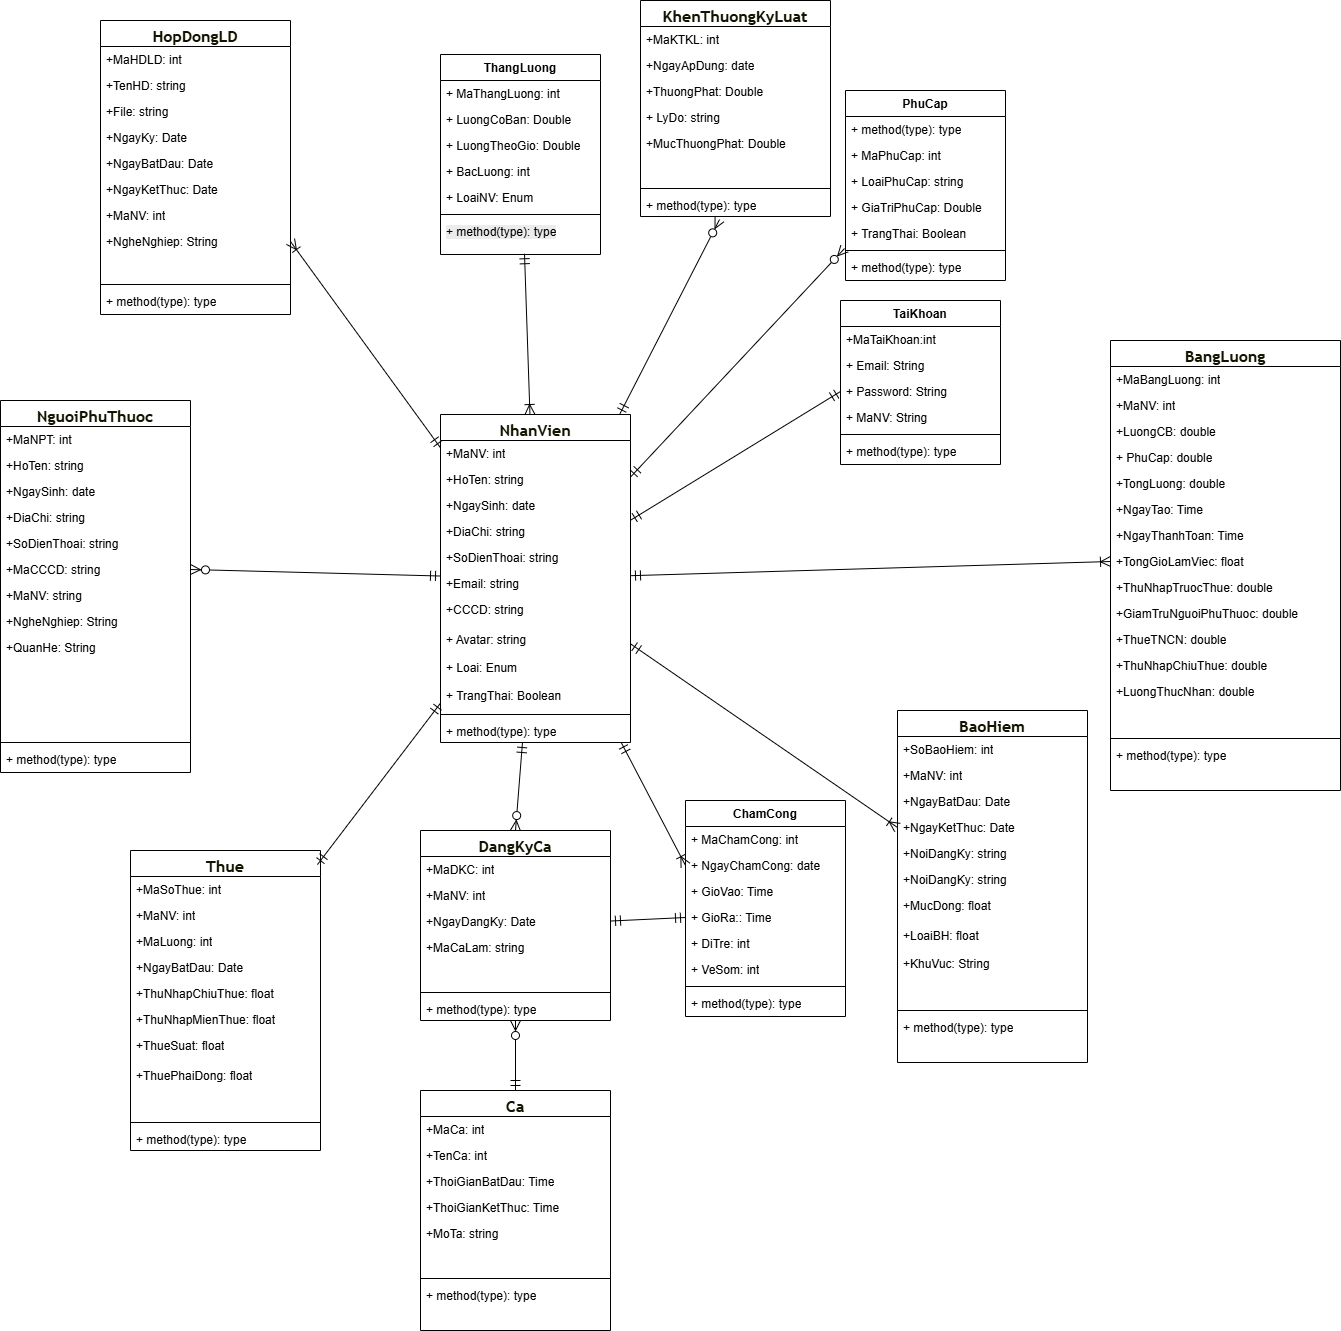 KhenThuongKyLuat
+MaKTKL: int
+NgayApDung: date
+ThuongPhat: Double
+ LyDo: string
+MucThuongPhat: Double
+ method(type): type
HopDongLD
+MaHDLD: int
+TenHD: string
+File: string
+NgayKy: Date
+NgayBatDau: Date
+NgayKetThuc: Date
+MaNV: int
+NgheNghiep: String
+ method(type): type
ThangLuong
+ MaThangLuong: int
+ LuongCoBan: Double
+ LuongTheoGio: Double
+ BacLuong: int
+ LoaiNV: Enum
+ method(type): type
PhuCap
+ method(type): type
+ MaPhuCap: int
+ LoaiPhuCap: string
+ GiaTriPhuCap: Double
+ TrangThai: Boolean
+ method(type): type
TaiKhoan
+MaTaiKhoan:int
+ Email: String
+ Password: String
+ MaNV: String
+ method(type): type
BangLuong
+MaBangLuong: int
+MaNV: int
+LuongCB: double
+ PhuCap: double
+TongLuong: double
+NgayTao: Time
+NgayThanhToan: Time
+TongGioLamViec: float
+ThuNhapTruocThue: double
+GiamTruNguoiPhuThuoc: double
+ThueTNCN: double
+ThuNhapChiuThue: double
+LuongThucNhan: double
+ method(type): type
NguoiPhuThuoc
+MaNPT: int
+HoTen: string
+NgaySinh: date
+DiaChi: string
+SoDienThoai: string
+MaCCCD: string
+MaNV: string
+NgheNghiep: String
+QuanHe: String
+ method(type): type
NhanVien
+MaNV: int
+HoTen: string
+NgaySinh: date
+DiaChi: string
+SoDienThoai: string
+Email: string
+CCCD: string
+ Avatar: string
+ Loai: Enum
+ TrangThai: Boolean
+ method(type): type
BaoHiem
+SoBaoHiem: int
+MaNV: int
+NgayBatDau: Date
+NgayKetThuc: Date
+NoiDangKy: string
+NoiDangKy: string
+MucDong: float
+LoaiBH: float
+KhuVuc: String
+ method(type): type
ChamCong
+ MaChamCong: int
+ NgayChamCong: date
+ GioVao: Time
+ GioRa:: Time
+ DiTre: int
+ VeSom: int
+ method(type): type
DangKyCa
+MaDKC: int
+MaNV: int
+NgayDangKy: Date
+MaCaLam: string
+ method(type): type
Thue
+MaSoThue: int
+MaNV: int
+MaLuong: int
+NgayBatDau: Date
+ThuNhapChiuThue: float
+ThuNhapMienThue: float
+ThueSuat: float
+ThuePhaiDong: float
+ method(type): type
Ca
+MaCa: int
+TenCa: int
+ThoiGianBatDau: Time
+ThoiGianKetThuc: Time
+MoTa: string
+ method(type): type